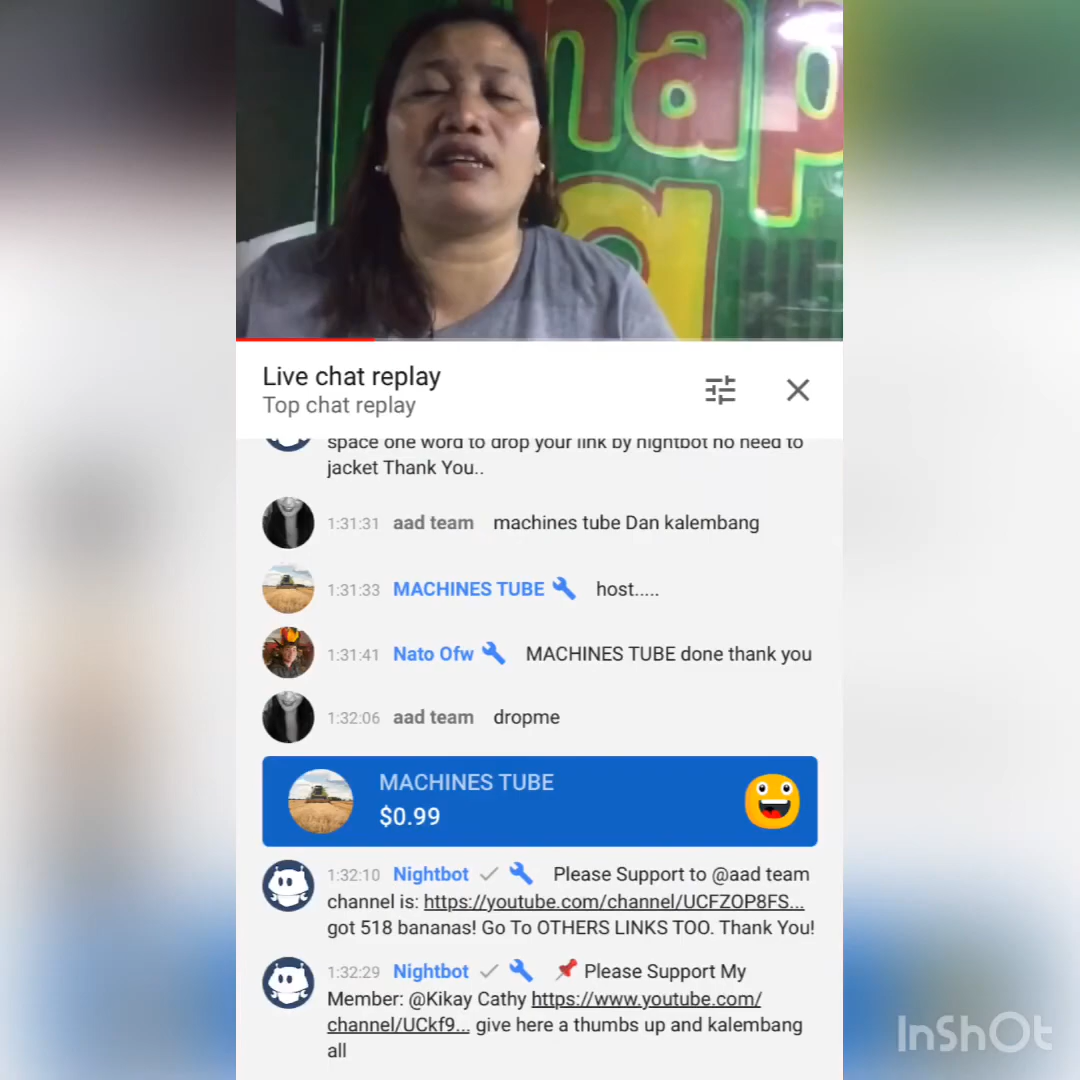 hap
a
Live chat replay
Top chat replay
space one word to drop your link by nightbot no need to
jacket Thank You..
1:31:31 aad team machines tube Dan kalembang
1:31:33 MACHINES TUBE host.....
1:31:41 Nato Ofw MACHINES TUBE done thank you
1:32:06 aad team dropme
MACHINES TUBE
$0.99
1:32:10 Nightbot Please Support to @aad team
channel is: https://youtube.com/channel/UCFZOP8FS...
got 518 bananas! Go To OTHERS LINKS TOO. Thank You!
1:32:29 Nightbot 📌 Please Support My
Member: @Kikay Cathy https://www.youtube.com/
channel/UCkf9... give here a thumbs up and kalembang
all
InShOt